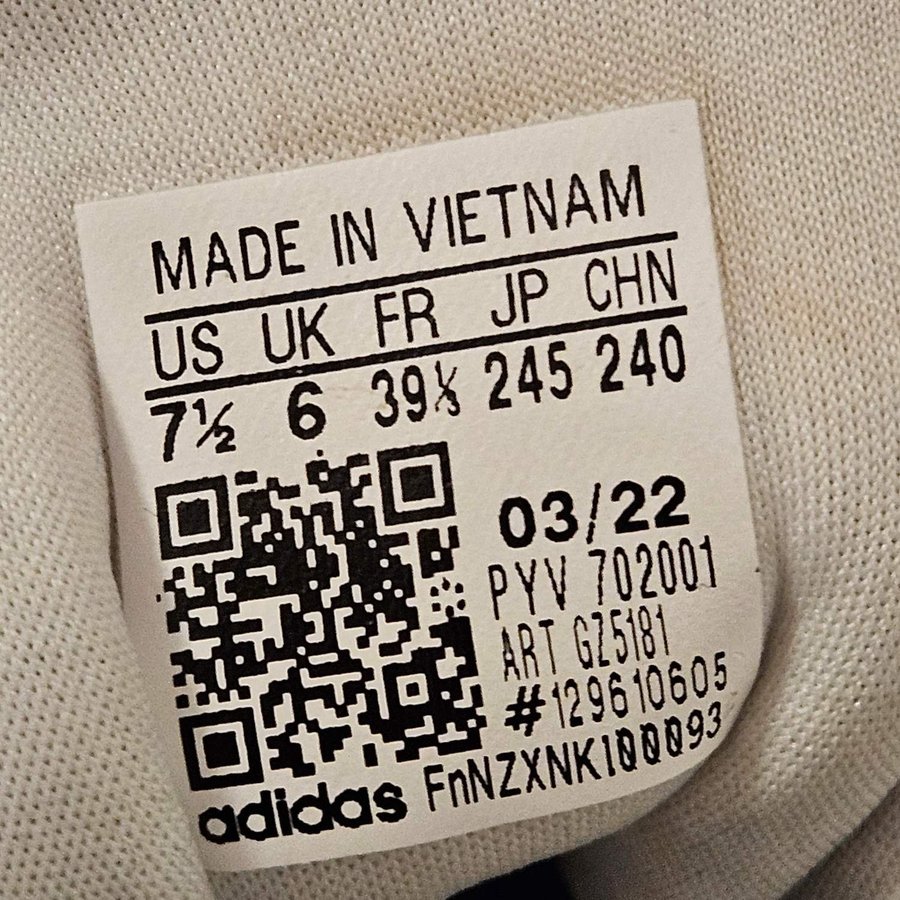 MADE IN VIETNAM
US UK FR JP CHN
7½ 6 39⅓ 245 240
03/22
PYV 702001
ART GZ5181
#129610605
adidas FnNZXNKI00093